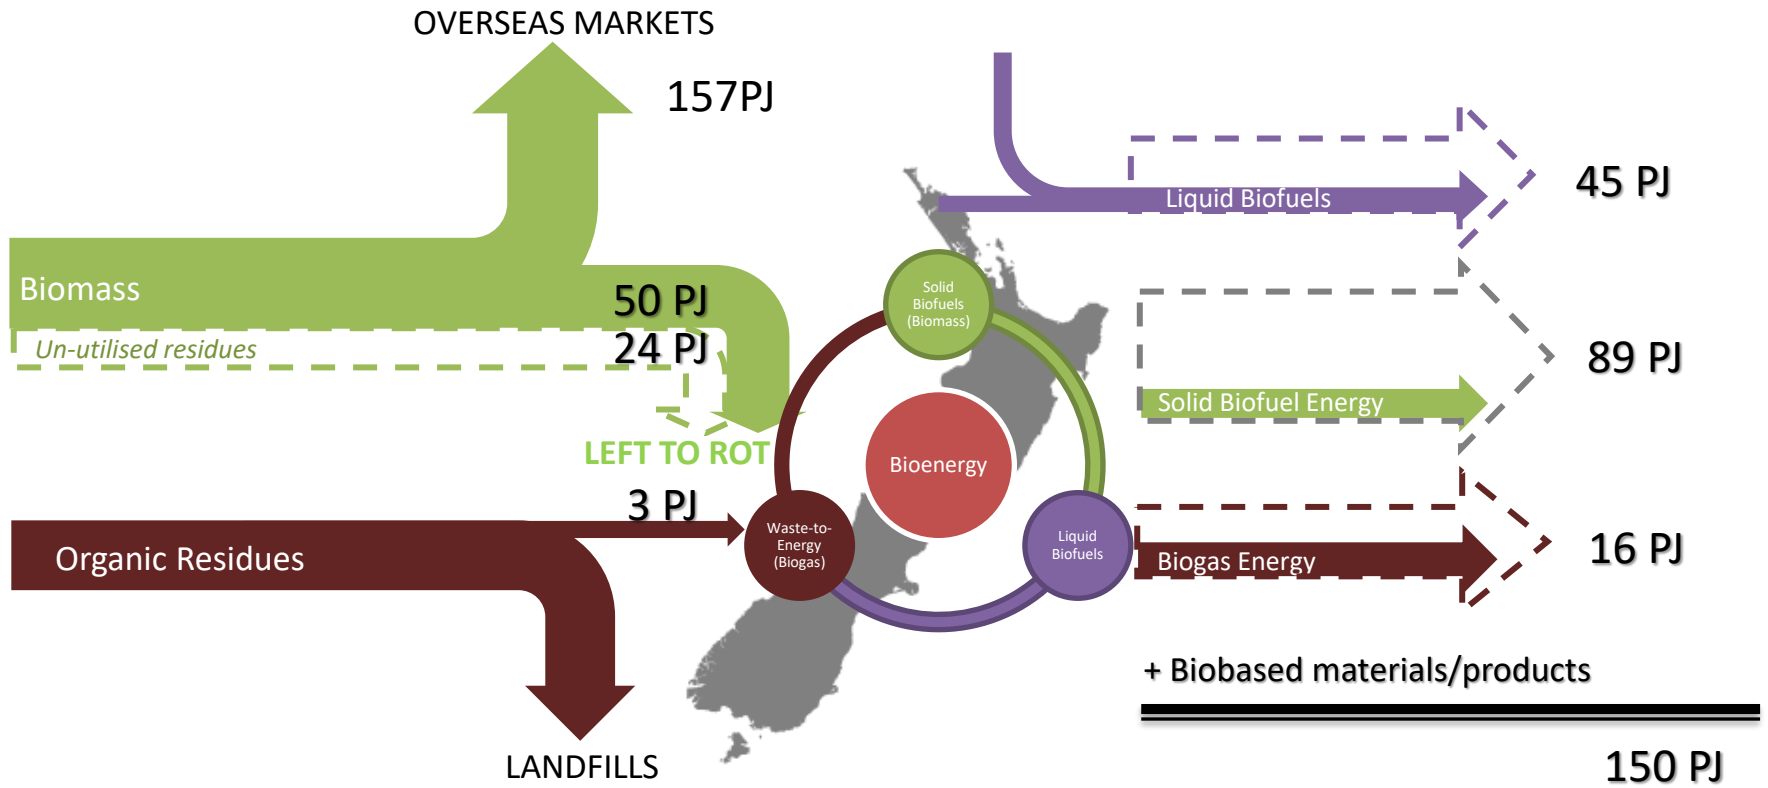 OVERSEAS MARKETS
157PJ
Biomass
50 PJ
Un-utilised residues
24 PJ
LEFT TO ROT
3 PJ
Organic Residues
LANDFILLS
Solid
Biofuels
(Biomass)
Bioenergy
Waste-to-
Energy
(Biogas)
Liquid
Biofuels
Liquid Biofuels
45 PJ
Solid Biofuel Energy
89 PJ
Biogas Energy
16 PJ
+ Biobased materials/products
150 PJ